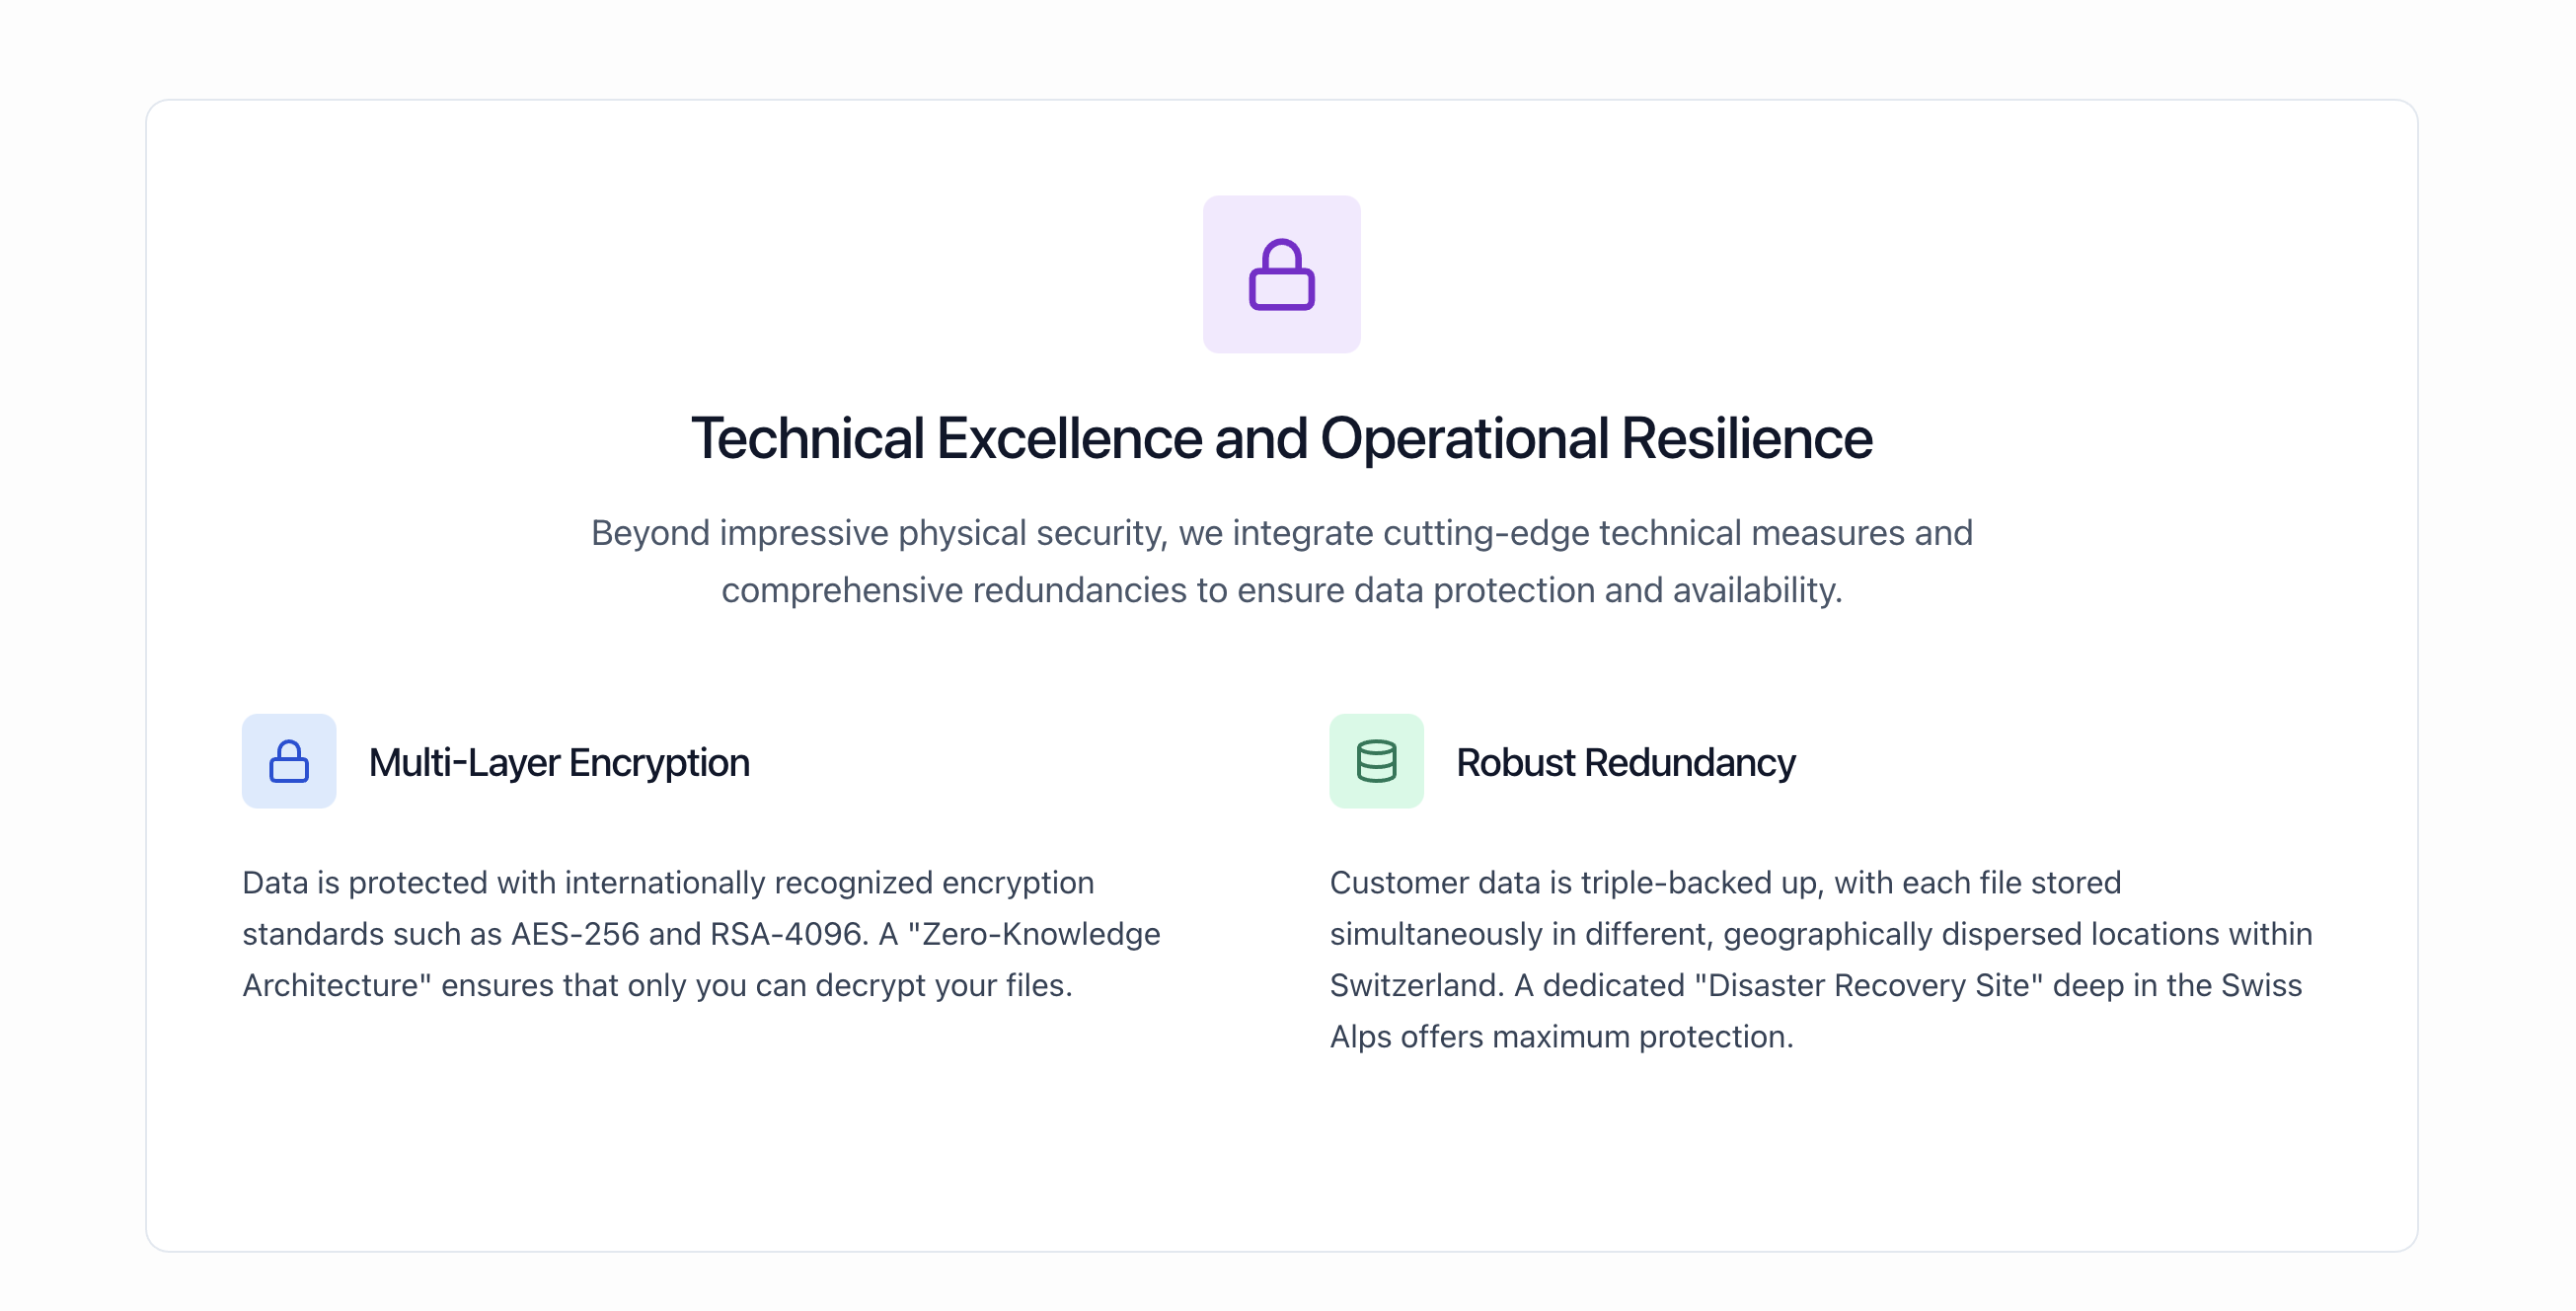 Technical Excellence and Operational Resilience
Beyond impressive physical security, we integrate cutting-edge technical measures and
comprehensive redundancies to ensure data protection and availability.
Multi-Layer Encryption
Data is protected with internationally recognized encryption
standards such as AES-256 and RSA-4096. A "Zero-Knowledge
Architecture" ensures that only you can decrypt your files.
Robust Redundancy
Customer data is triple-backed up, with each file stored
simultaneously in different, geographically dispersed locations within
Switzerland. A dedicated "Disaster Recovery Site" deep in the Swiss
Alps offers maximum protection.